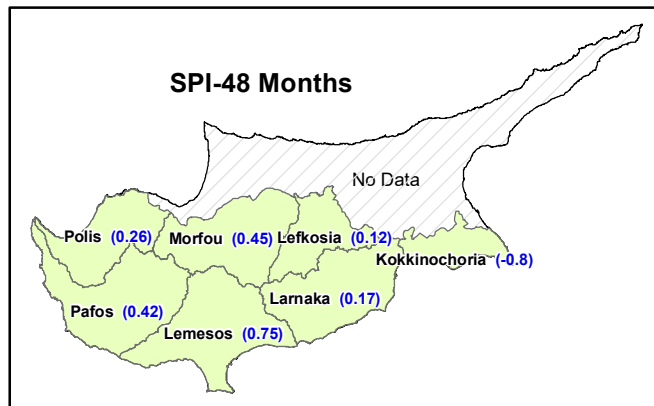 SPI-48 Months
No Data
Polis (0.26)
Morfou (0.45)
Lefkosia (0.12)
Kokkinochoria (-0.8)
Pafos (0.42)
Larnaka (0.17)
Lemesos (0.75)